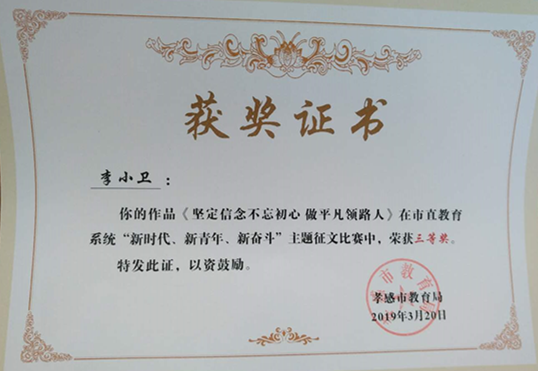 获奖证书
李小卫：
你的作品《坚定信念不忘初心 做平凡领路人》在市直教育
系统“新时代、新青年、新奋斗”主题征文比赛中，荣获三等奖。
特发此证，以资鼓励。
孝感市教育局
2019年3月20日